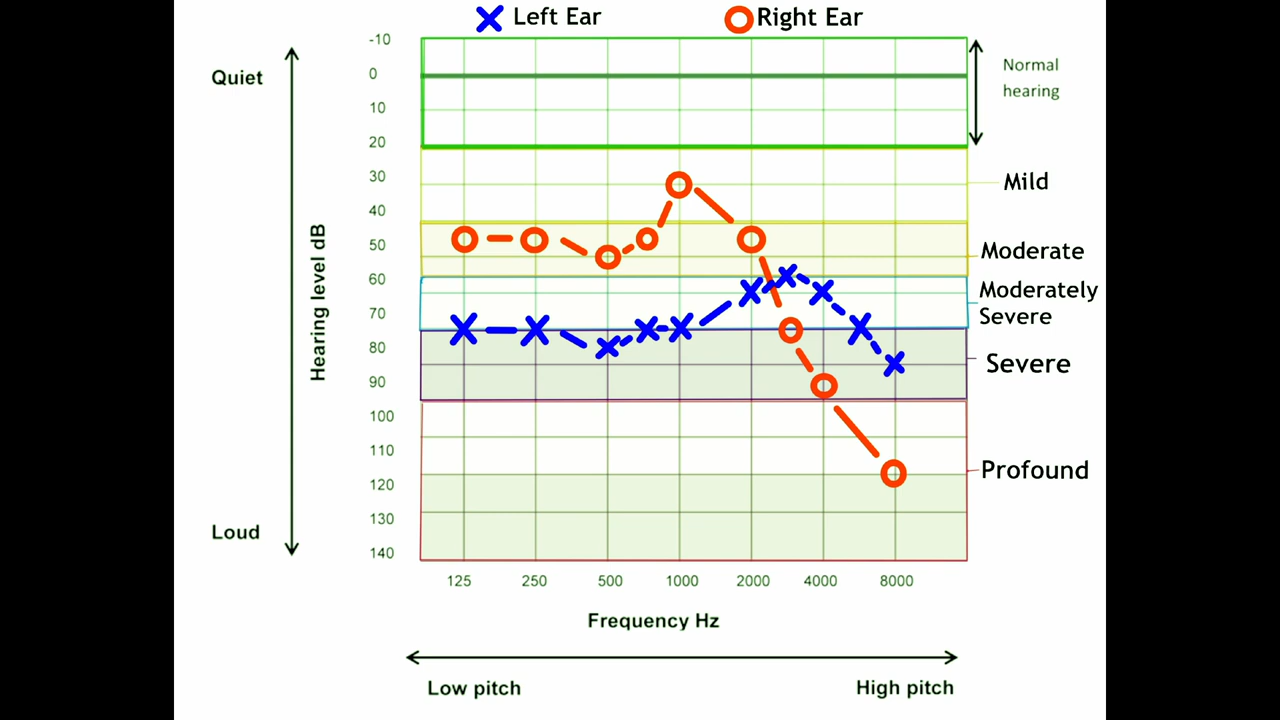 Left Ear
Right Ear
-10
0
10
20
30
40
50
60
70
80
90
100
110
120
130
140
Quiet
Loud
Hearing level dB
Normal
hearing
Mild
Moderate
Moderately
Severe
Severe
Profound
125 250 500 1000 2000 4000 8000
Frequency Hz
Low pitch
High pitch